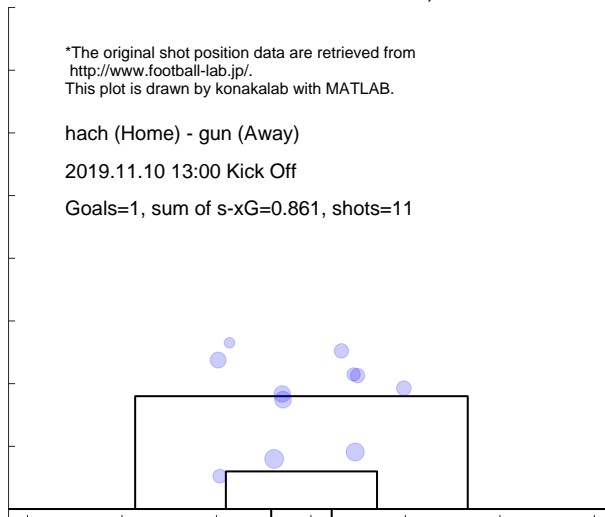 *The original shot position data are retrieved from
http://www.football-lab.jp/.
This plot is drawn by konakalab with MATLAB.
hach (Home) - gun (Away)
2019.11.10 13:00 Kick Off
Goals=1, sum of s-xG=0.861, shots=11